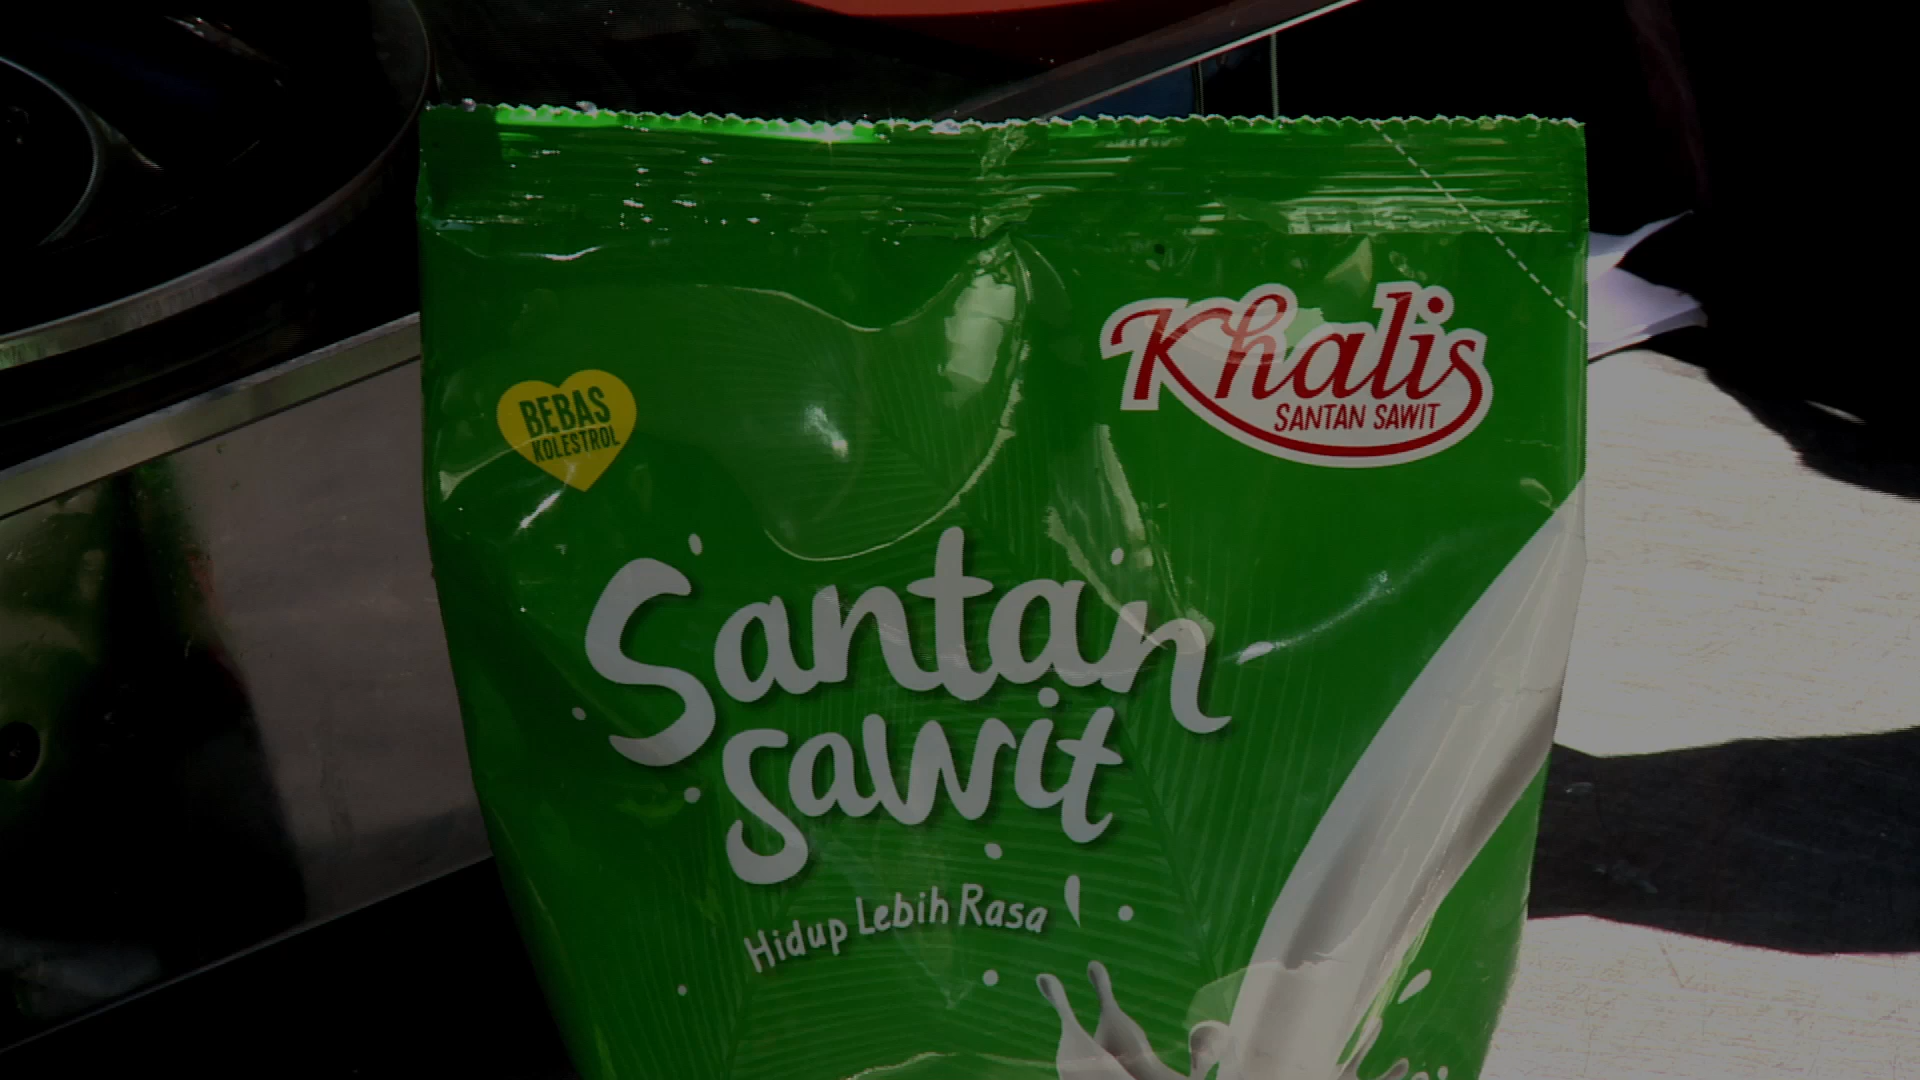 Khalis
SANTAN SAWIT
BEBAS
KOLESTROL
Santan
Sawit
Hidup Lebih Rasa